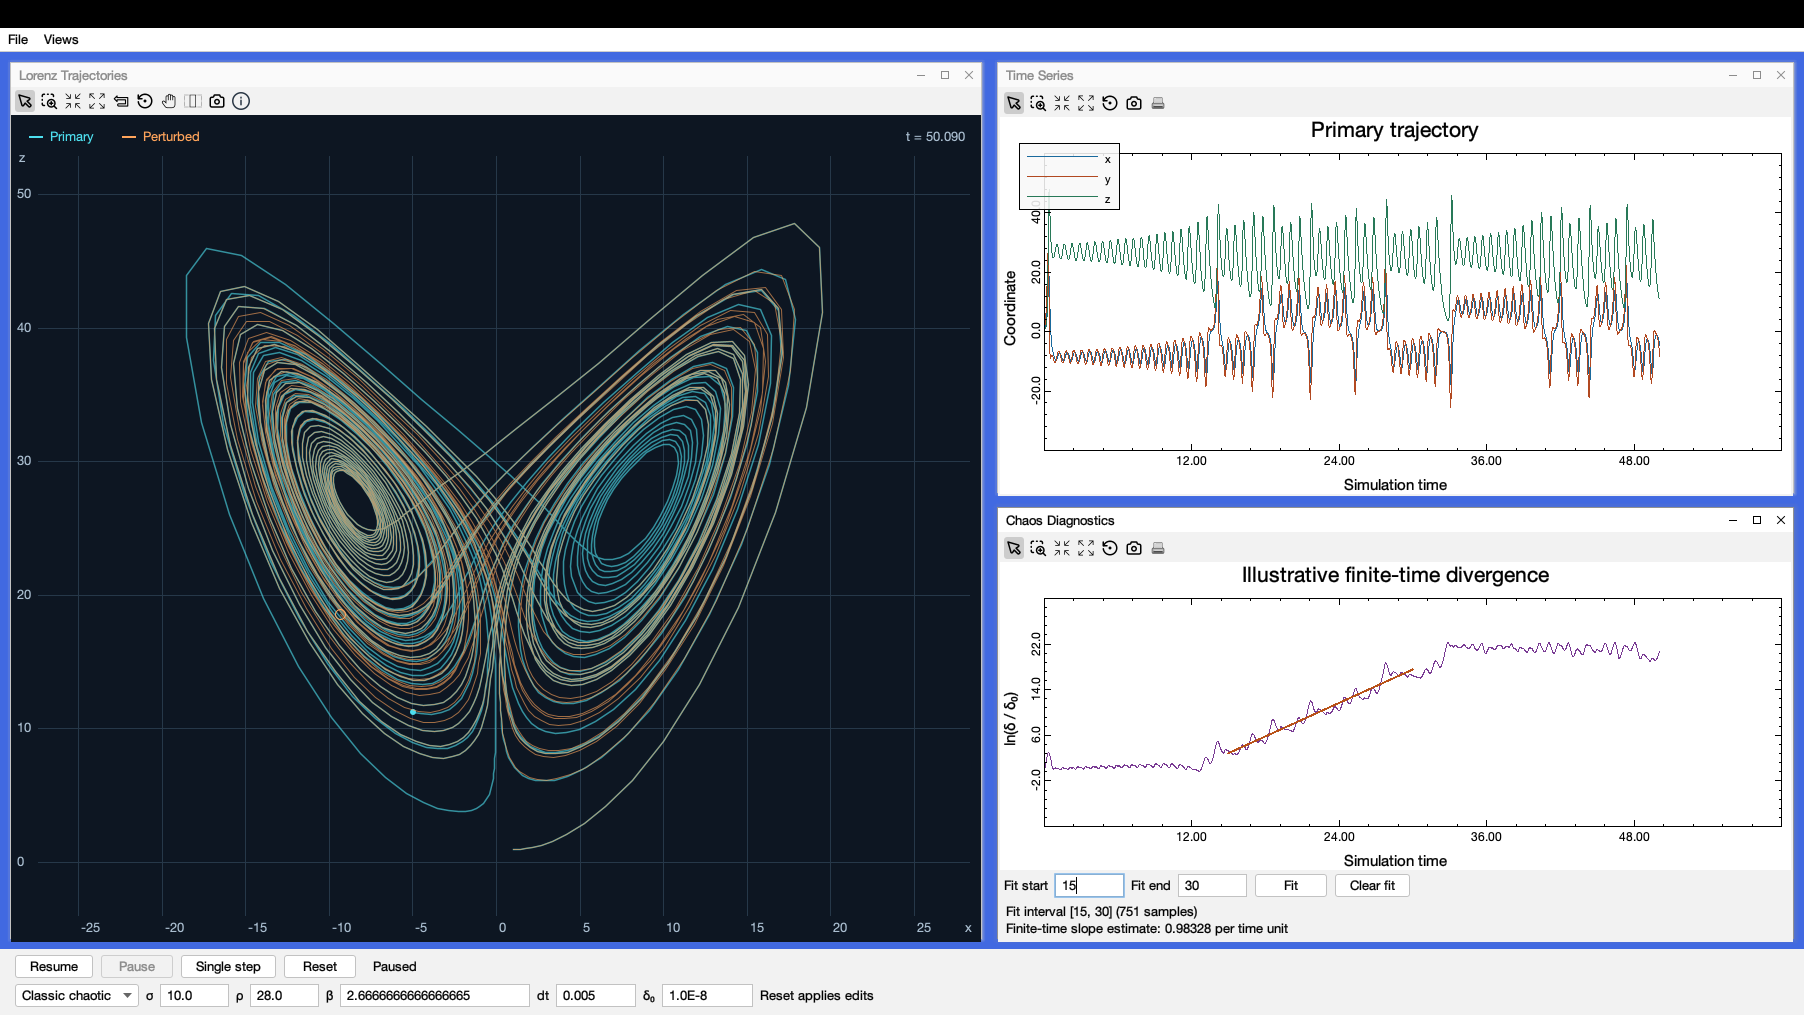 File Views
Lorenz Trajectories
Primary Perturbed t = 50.090
z
50
40
30
20
10
0
-25 -20 -15 -10 -5 0 5 10 15 20 25 x
Time Series
Primary trajectory
x
y
z
Coordinate
40.0
20.0
0.0
-20.0
12.00 24.00 36.00 48.00
Simulation time
Chaos Diagnostics
Illustrative finite-time divergence
ln(δ / δ₀)
22.0
14.0
6.0
-2.0
12.00 24.00 36.00 48.00
Simulation time
Fit start 15 Fit end 30 Fit Clear fit
Fit interval [15, 30] (751 samples)
Finite-time slope estimate: 0.98328 per time unit
Resume Pause Single step Reset Paused
Classic chaotic σ 10.0 ρ 28.0 β 2.6666666666666665 dt 0.005 δ₀ 1.0E-8 Reset applies edits